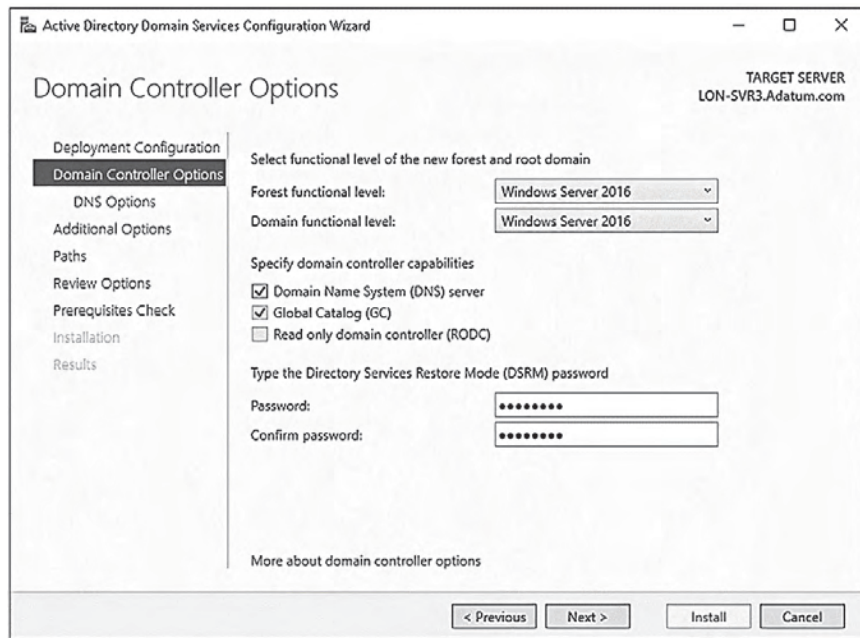 Active Directory Domain Services Configuration Wizard
Domain Controller Options
TARGET SERVER
LON-SVR3.Adatum.com
Deployment Configuration
Domain Controller Options
DNS Options
Additional Options
Paths
Review Options
Prerequisites Check
Installation
Results
Select functional level of the new forest and root domain
Forest functional level: Windows Server 2016
Domain functional level: Windows Server 2016
Specify domain controller capabilities
Domain Name System (DNS) server
Global Catalog (GC)
Read only domain controller (RODC)
Type the Directory Services Restore Mode (DSRM) password
Password: ••••••••
Confirm password: ••••••••
More about domain controller options
< Previous Next > Install Cancel